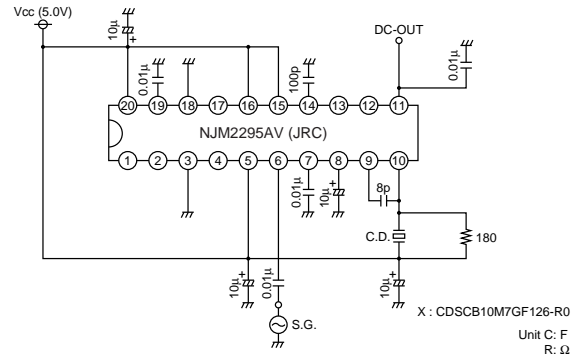 Vcc (5.0V)
10μ
+
0.01μ
100p
DC-OUT
0.01μ
20
19
18
17
16
15
14
13
12
11
NJM2295AV (JRC)
1
2
3
4
5
6
7
8
9
10
0.01μ
10μ
+
8p
C.D.
180
10μ
+
0.01μ
10μ
+
S.G.
X : CDSCB10M7GF126-R0
Unit C: F
R: Ω